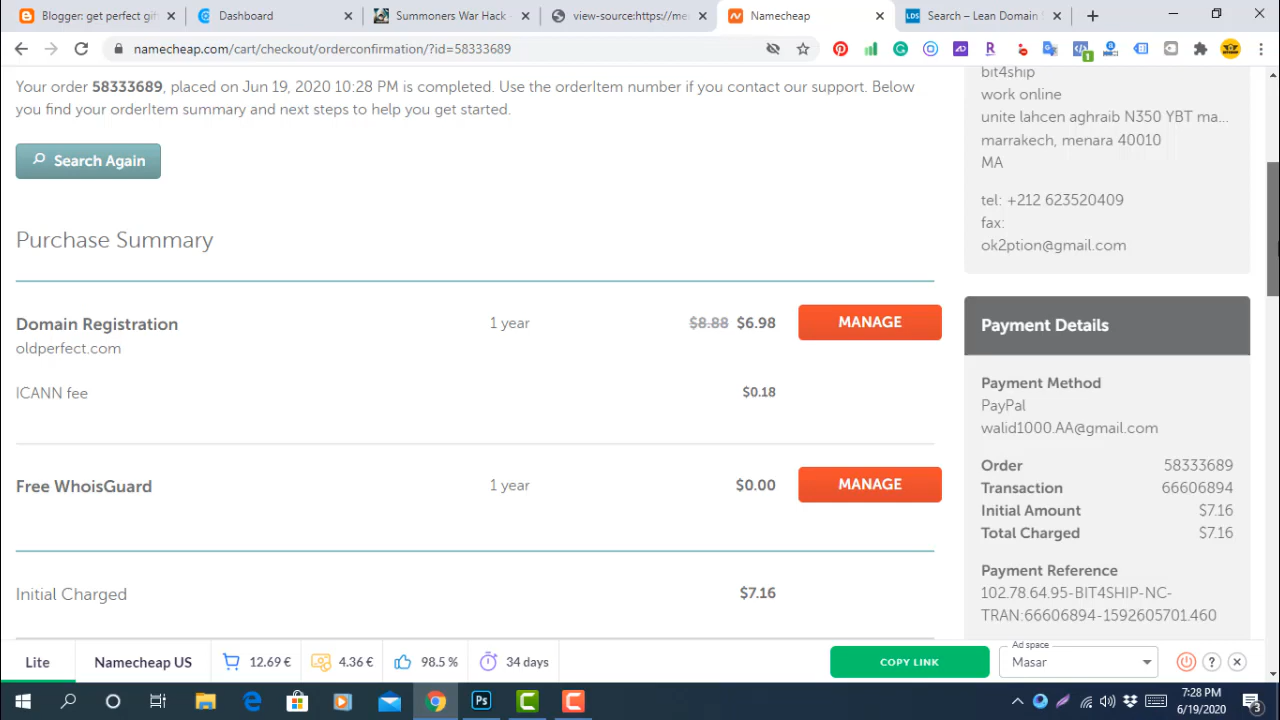 Blogger: get perfect gif
Dashboard
Summoners War Hack -
view-source:https://me
Namecheap
Search – Lean Domain S
namecheap.com/cart/checkout/orderconfirmation/?id=58333689
Your order 58333689, placed on Jun 19, 2020 10:28 PM is completed. Use the orderItem number if you contact our support. Below
you find your orderItem summary and next steps to help you get started.
Search Again
Purchase Summary
Domain Registration 1 year $8.88 $6.98 MANAGE
oldperfect.com
ICANN fee $0.18
Free WhoisGuard 1 year $0.00 MANAGE
Initial Charged $7.16
bit4ship
work online
unite lahcen aghraib N350 YBT ma...
marrakech, menara 40010
MA
tel: +212 623520409
fax:
ok2ption@gmail.com
Payment Details
Payment Method
PayPal
walid1000.AA@gmail.com
Order 58333689
Transaction 66606894
Initial Amount $7.16
Total Charged $7.16
Payment Reference
102.78.64.95-BIT4SHIP-NC-
TRAN:66606894-1592605701.460
Lite Namecheap US 12.69 € 4.36 € 98.5 % 34 days COPY LINK
Ad space
Masar
7:28 PM
6/19/2020